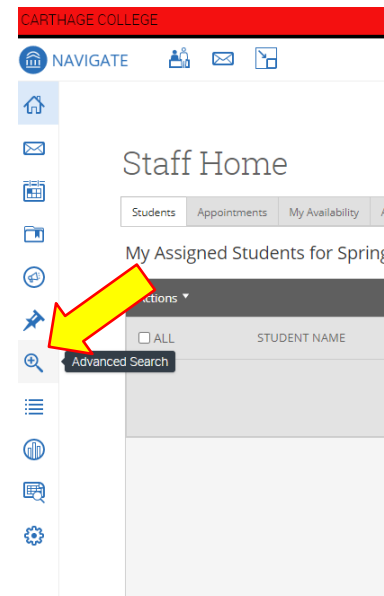 CARTHAGE COLLEGE
NAVIGATE
Staff Home
Students Appointments My Availability
My Assigned Students for Spring
Actions
ALL STUDENT NAME
Advanced Search